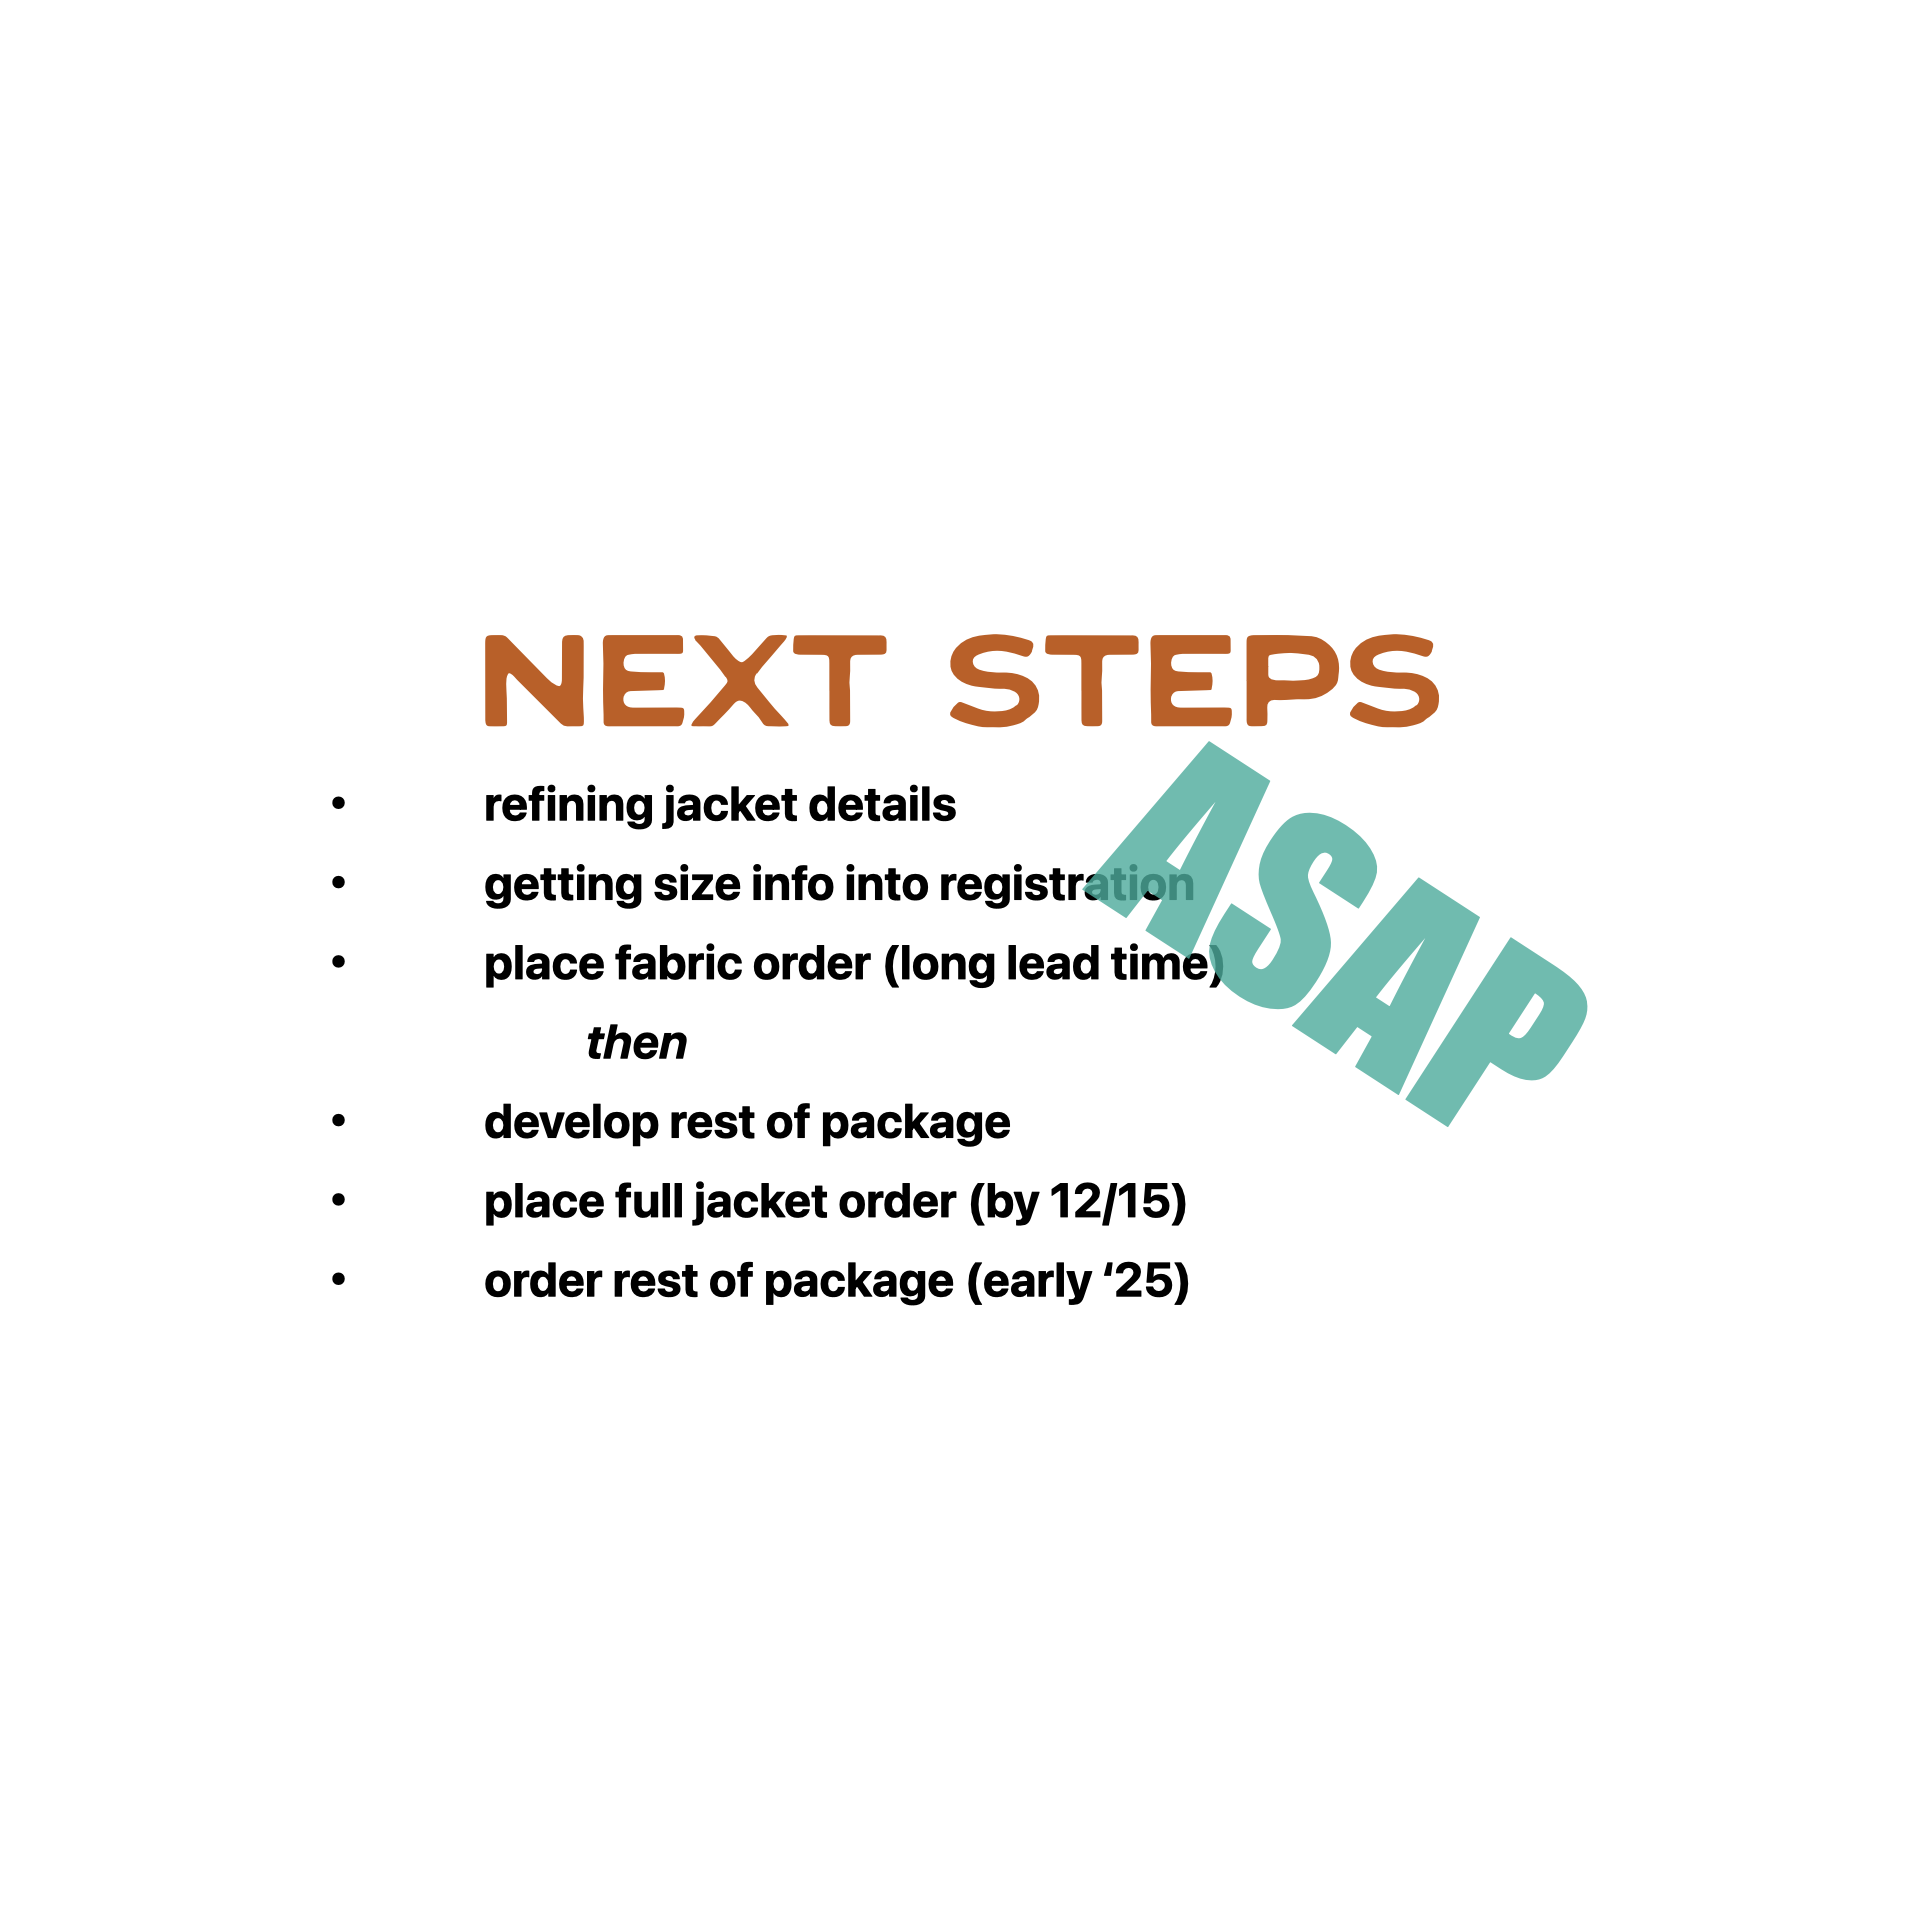 NEXT STEPS
• refining jacket details
• getting size info into registration
• place fabric order (long lead time)
then
• develop rest of package
• place full jacket order (by 12/15)
• order rest of package (early ‘25)
ASAP